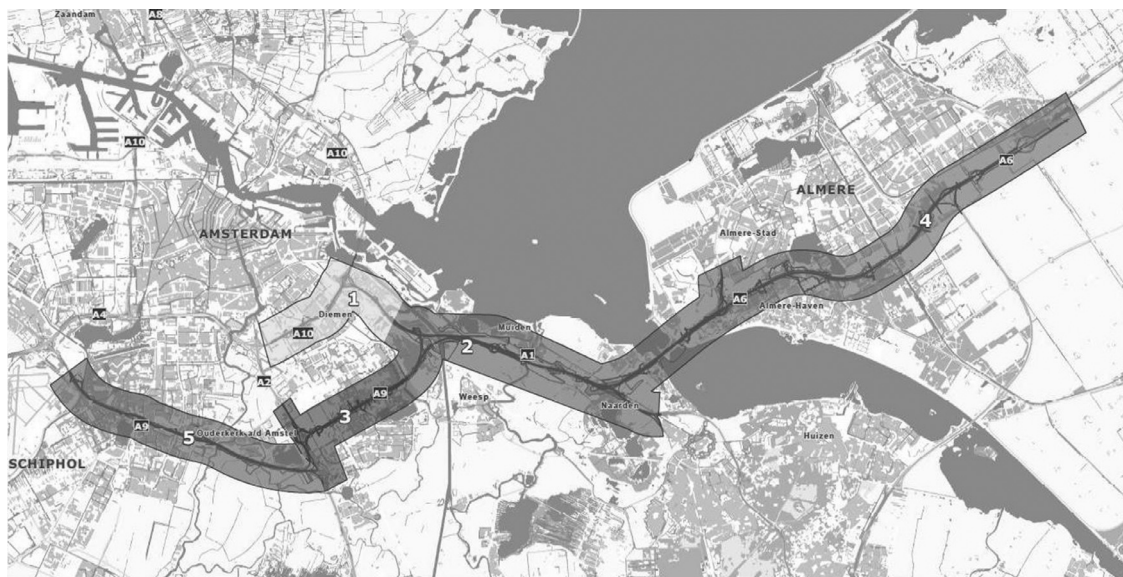 Zaandam
A8
A10
A10
A6
ALMERE
4
AMSTERDAM
Almere-Stad
1
A6
Almere-Haven
A4
Diemen
A10
Muiden
2
A1
A2
A9
Weesp
Naarden
3
A9
5
Ouderkerk a/d Amstel
Huizen
SCHIPHOL